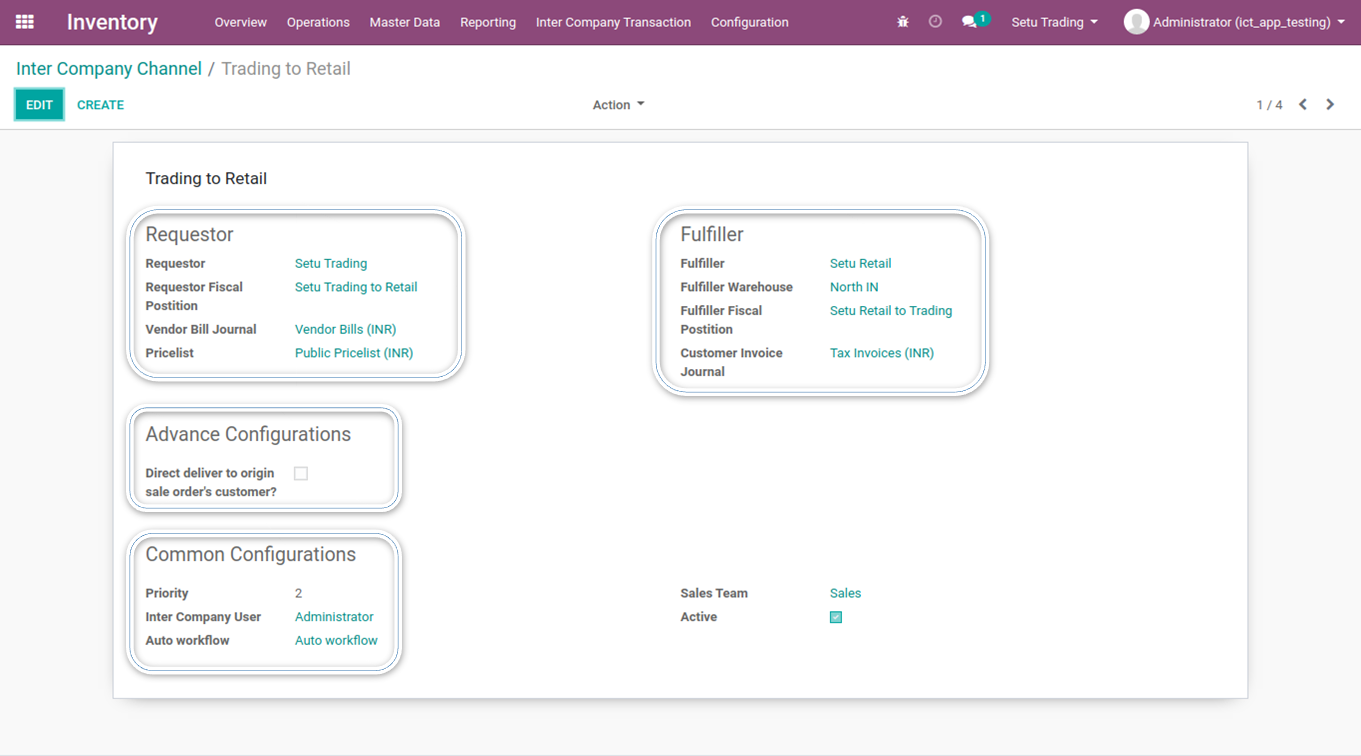 Inventory Overview Operations Master Data Reporting Inter Company Transaction Configuration 1 Setu Trading Administrator (ict_app_testing)
Inter Company Channel / Trading to Retail
EDIT CREATE Action 1 / 4
Trading to Retail
Requestor
Requestor Setu Trading
Requestor Fiscal Setu Trading to Retail
Postition
Vendor Bill Journal Vendor Bills (INR)
Pricelist Public Pricelist (INR)
Fulfiller
Fulfiller Setu Retail
Fulfiller Warehouse North IN
Fulfiller Fiscal Setu Retail to Trading
Postition
Customer Invoice Tax Invoices (INR)
Journal
Advance Configurations
Direct deliver to origin
sale order's customer?
Common Configurations
Priority 2
Inter Company User Administrator
Auto workflow Auto workflow
Sales Team Sales
Active